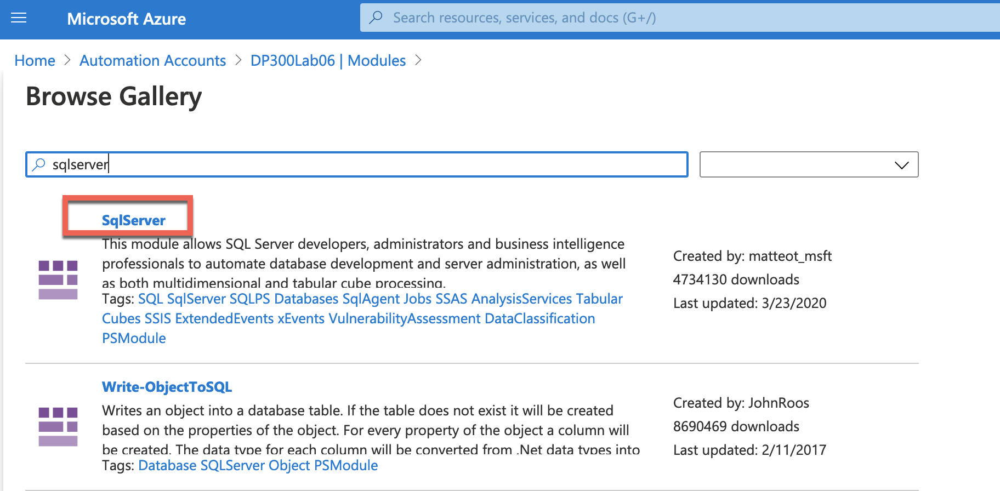 Microsoft Azure
Search resources, services, and docs (G+/)
Home > Automation Accounts > DP300Lab06 | Modules >
Browse Gallery
sqlserver
SqlServer
This module allows SQL Server developers, administrators and business intelligence
professionals to automate database development and server administration, as well
as both multidimensional and tabular cube processing.
Tags: SQL SqlServer SQLPS Databases SqlAgent Jobs SSAS AnalysisServices Tabular
Cubes SSIS ExtendedEvents xEvents VulnerabilityAssessment DataClassification
PSModule
Created by: matteot_msft
4734130 downloads
Last updated: 3/23/2020
Write-ObjectToSQL
Writes an object into a database table. If the table does not exist it will be created
based on the properties of the object. For every property of the object a column will
be created. The data type for each column will be converted from .Net data types into
Tags: Database SQLServer Object PSModule
Created by: JohnRoos
8690469 downloads
Last updated: 2/11/2017